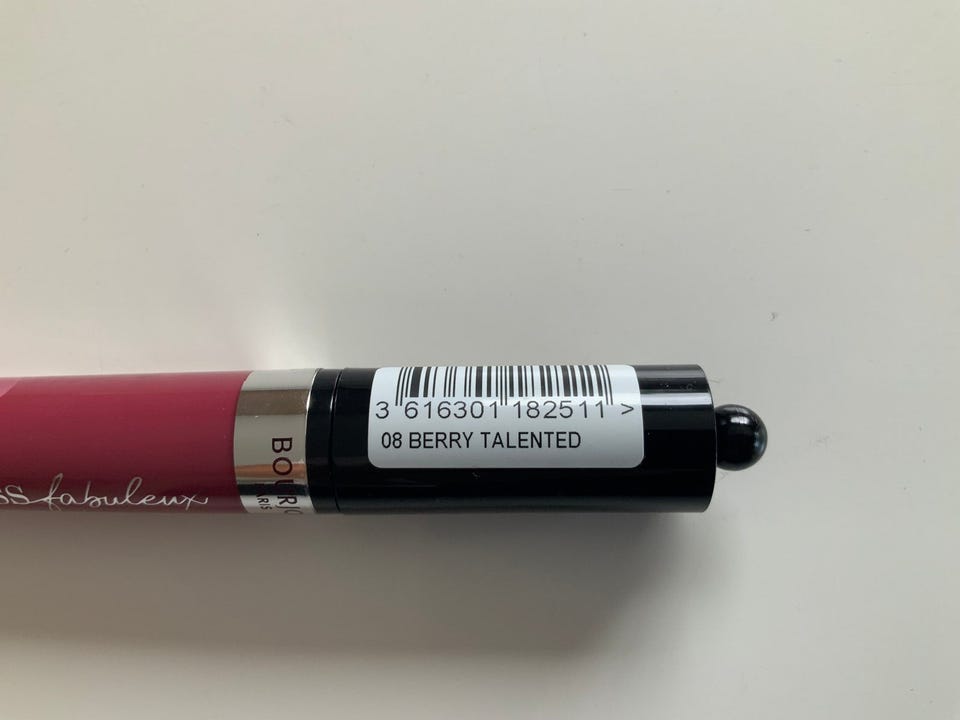 3 616301 182511 >
08 BERRY TALENTED
fabuleux